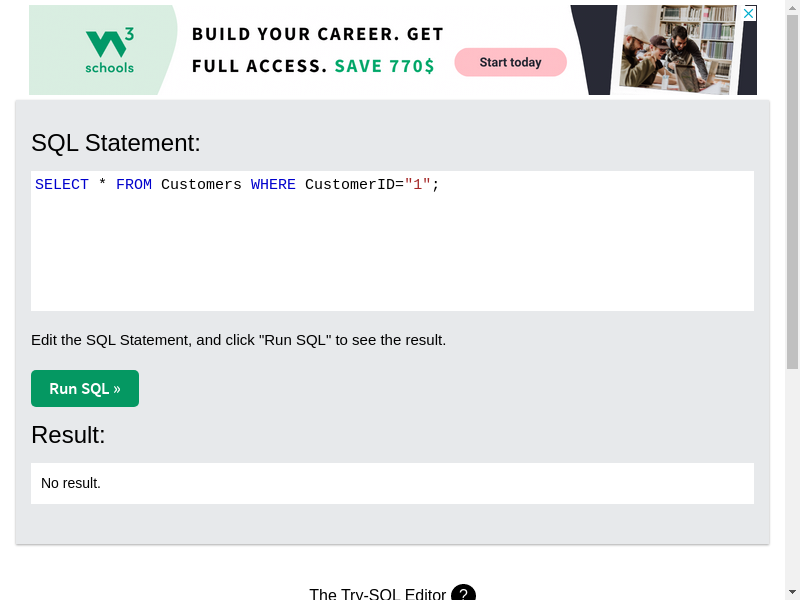 W3 schools
BUILD YOUR CAREER. GET
FULL ACCESS. SAVE 770$
Start today
SQL Statement:
SELECT * FROM Customers WHERE CustomerID="1";
Edit the SQL Statement, and click "Run SQL" to see the result.
Run SQL »
Result:
No result.
The Try-SQL Editor ?